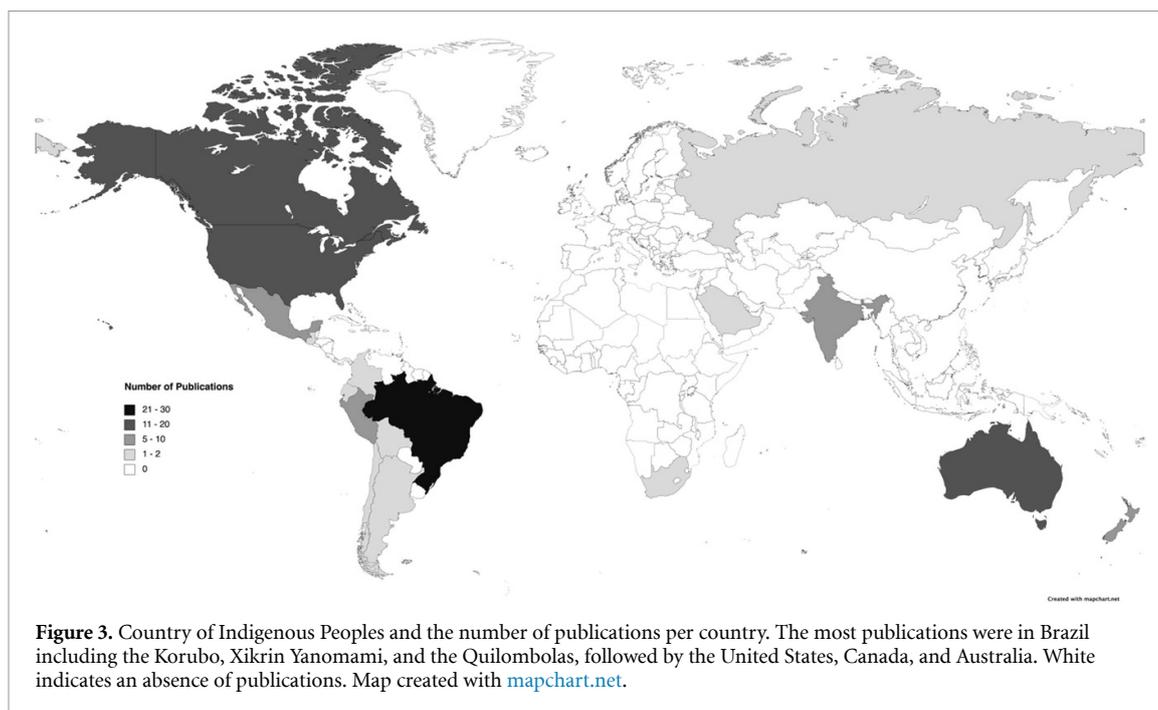 Number of Publications
21 - 30
11 - 20
5 - 10
1 - 2
0
Created with mapchart.net
Figure 3. Country of Indigenous Peoples and the number of publications per country. The most publications were in Brazil
including the Korubo, Xikrin Yanomami, and the Quilombolas, followed by the United States, Canada, and Australia. White
indicates an absence of publications. Map created with mapchart.net.